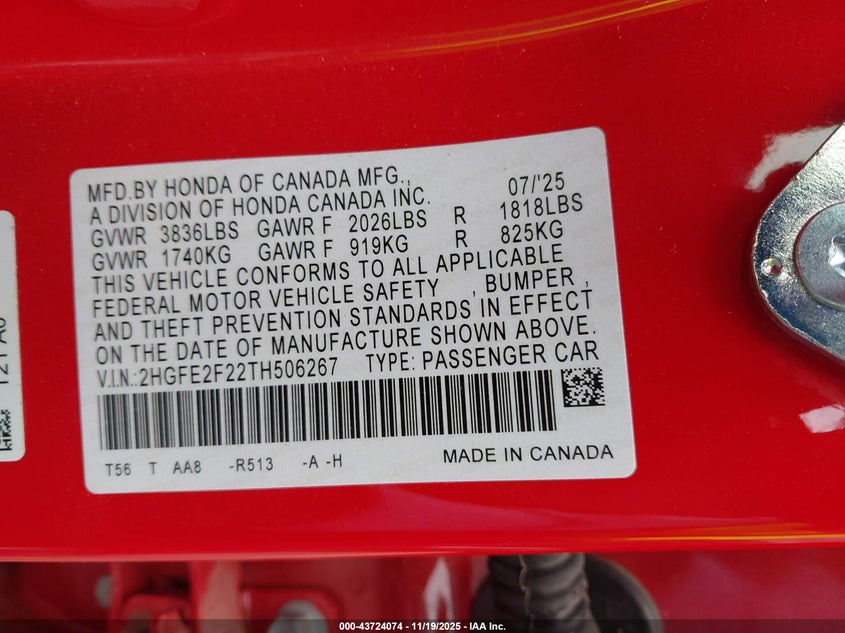 MFD.BY HONDA OF CANADA MFG., 07/'25
A DIVISION OF HONDA CANADA INC.
GVWR 3836LBS GAWR F 2026LBS R 1818LBS
GVWR 1740KG GAWR F 919KG R 825KG
THIS VEHICLE CONFORMS TO ALL APPLICABLE
FEDERAL MOTOR VEHICLE SAFETY , BUMPER ,
AND THEFT PREVENTION STANDARDS IN EFFECT
ON THE DATE OF MANUFACTURE SHOWN ABOVE.
V.I.N.:2HGFE2F22TH506267 TYPE: PASSENGER CAR
T56 T AA8 -R513 -A -H MADE IN CANADA
000-43724074 — 11/19/2025 — IAA Inc.